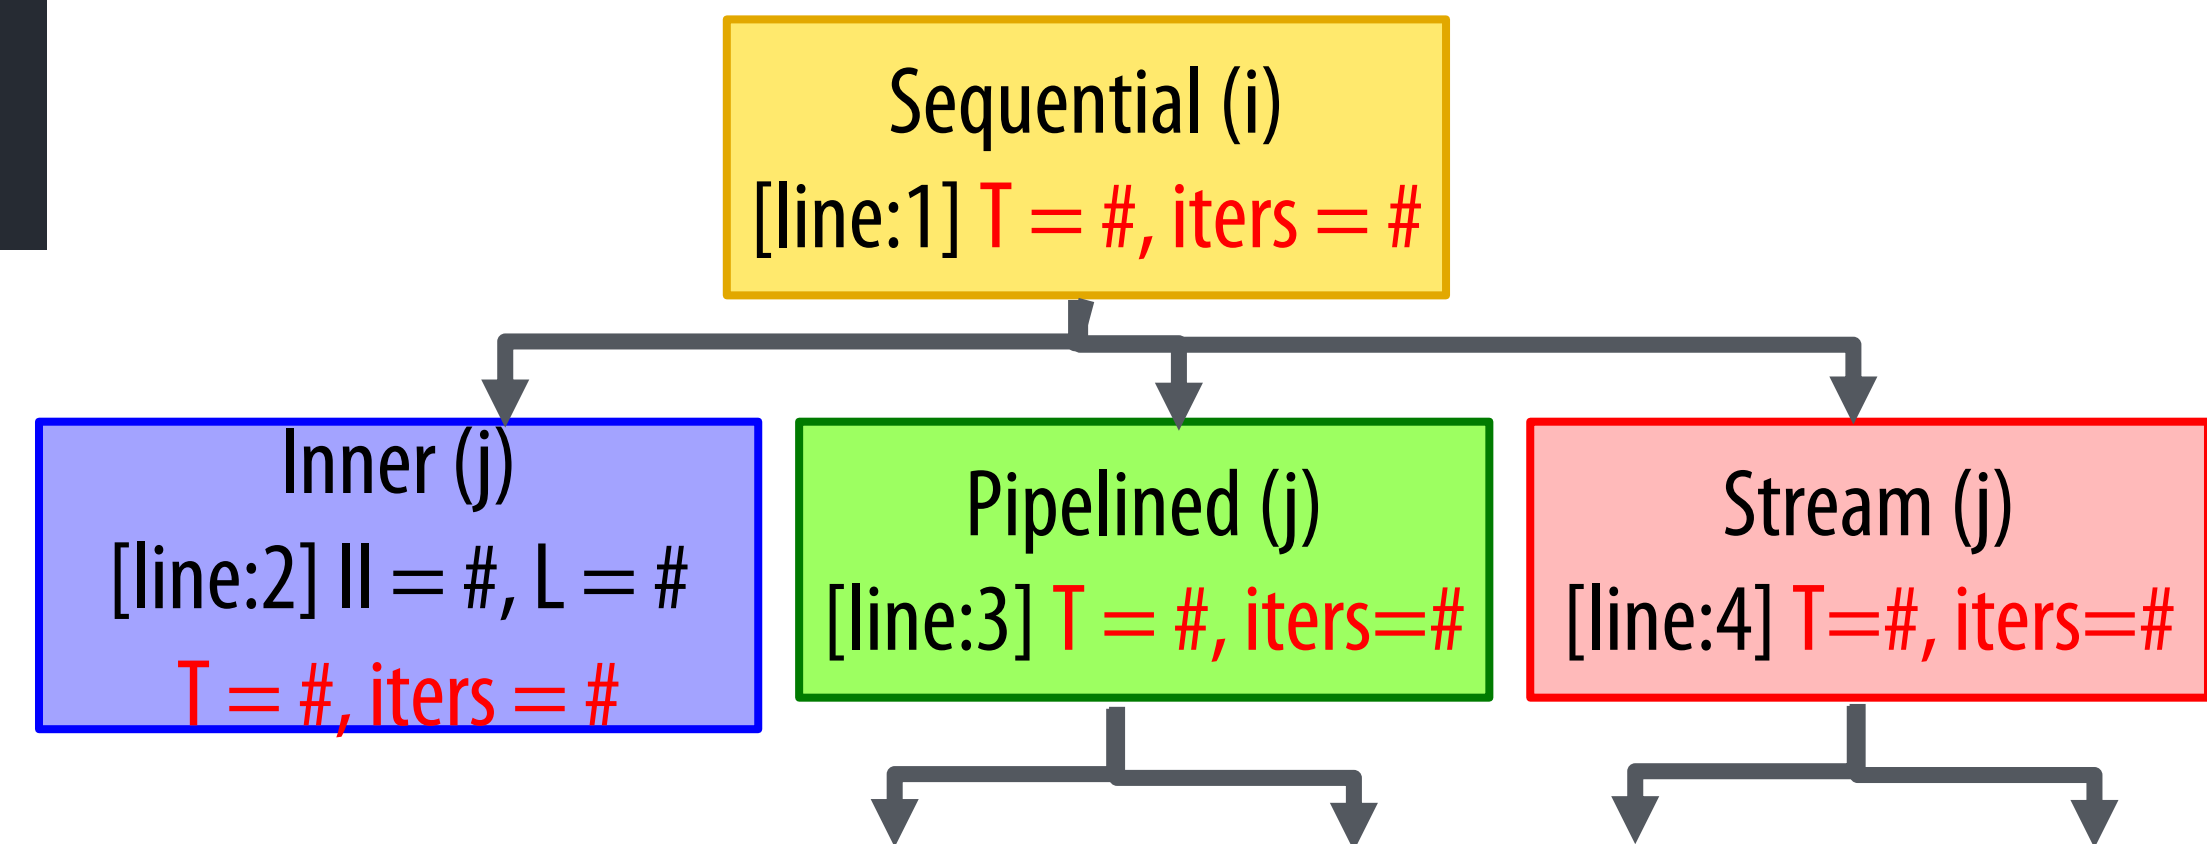 Sequential (i)
[line:1] T = #, iters = #
Inner (j)
[line:2] II = #, L = #
T = #, iters = #
Pipelined (j)
[line:3] T = #, iters=#
Stream (j)
[line:4] T=#, iters=#